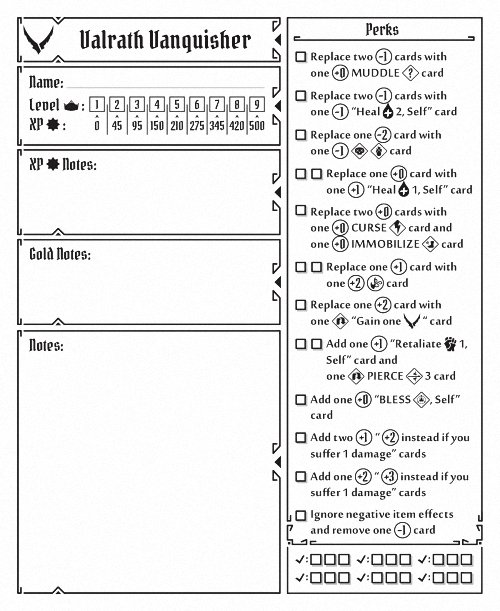 Valrath Vanquisher
Name:
Level :
1 2 3 4 5 6 7 8 9
XP :
0 45 95 150 210 275 345 420 500
XP Notes:
Gold Notes:
Notes:
Perks
Replace two -1 cards with
one +0 MUDDLE ? card
Replace two -1 cards with
one -1 "Heal 2, Self" card
Replace one -2 card with
one -1 card
Replace one +0 card with
one +1 "Heal 1, Self" card
Replace two +0 cards with
one +0 CURSE card and
one +0 IMMOBILIZE card
Replace one +1 card with
one +2 card
Replace one +2 card with
one "Gain one " card
Add one +1 "Retaliate 1,
Self" card and
one PIERCE 3 card
Add one +0 "BLESS , Self"
card
Add two +1 "+2 instead if you
suffer 1 damage" cards
Add one +2 "+3 instead if you
suffer 1 damage" cards
Ignore negative item effects
and remove one -1 card